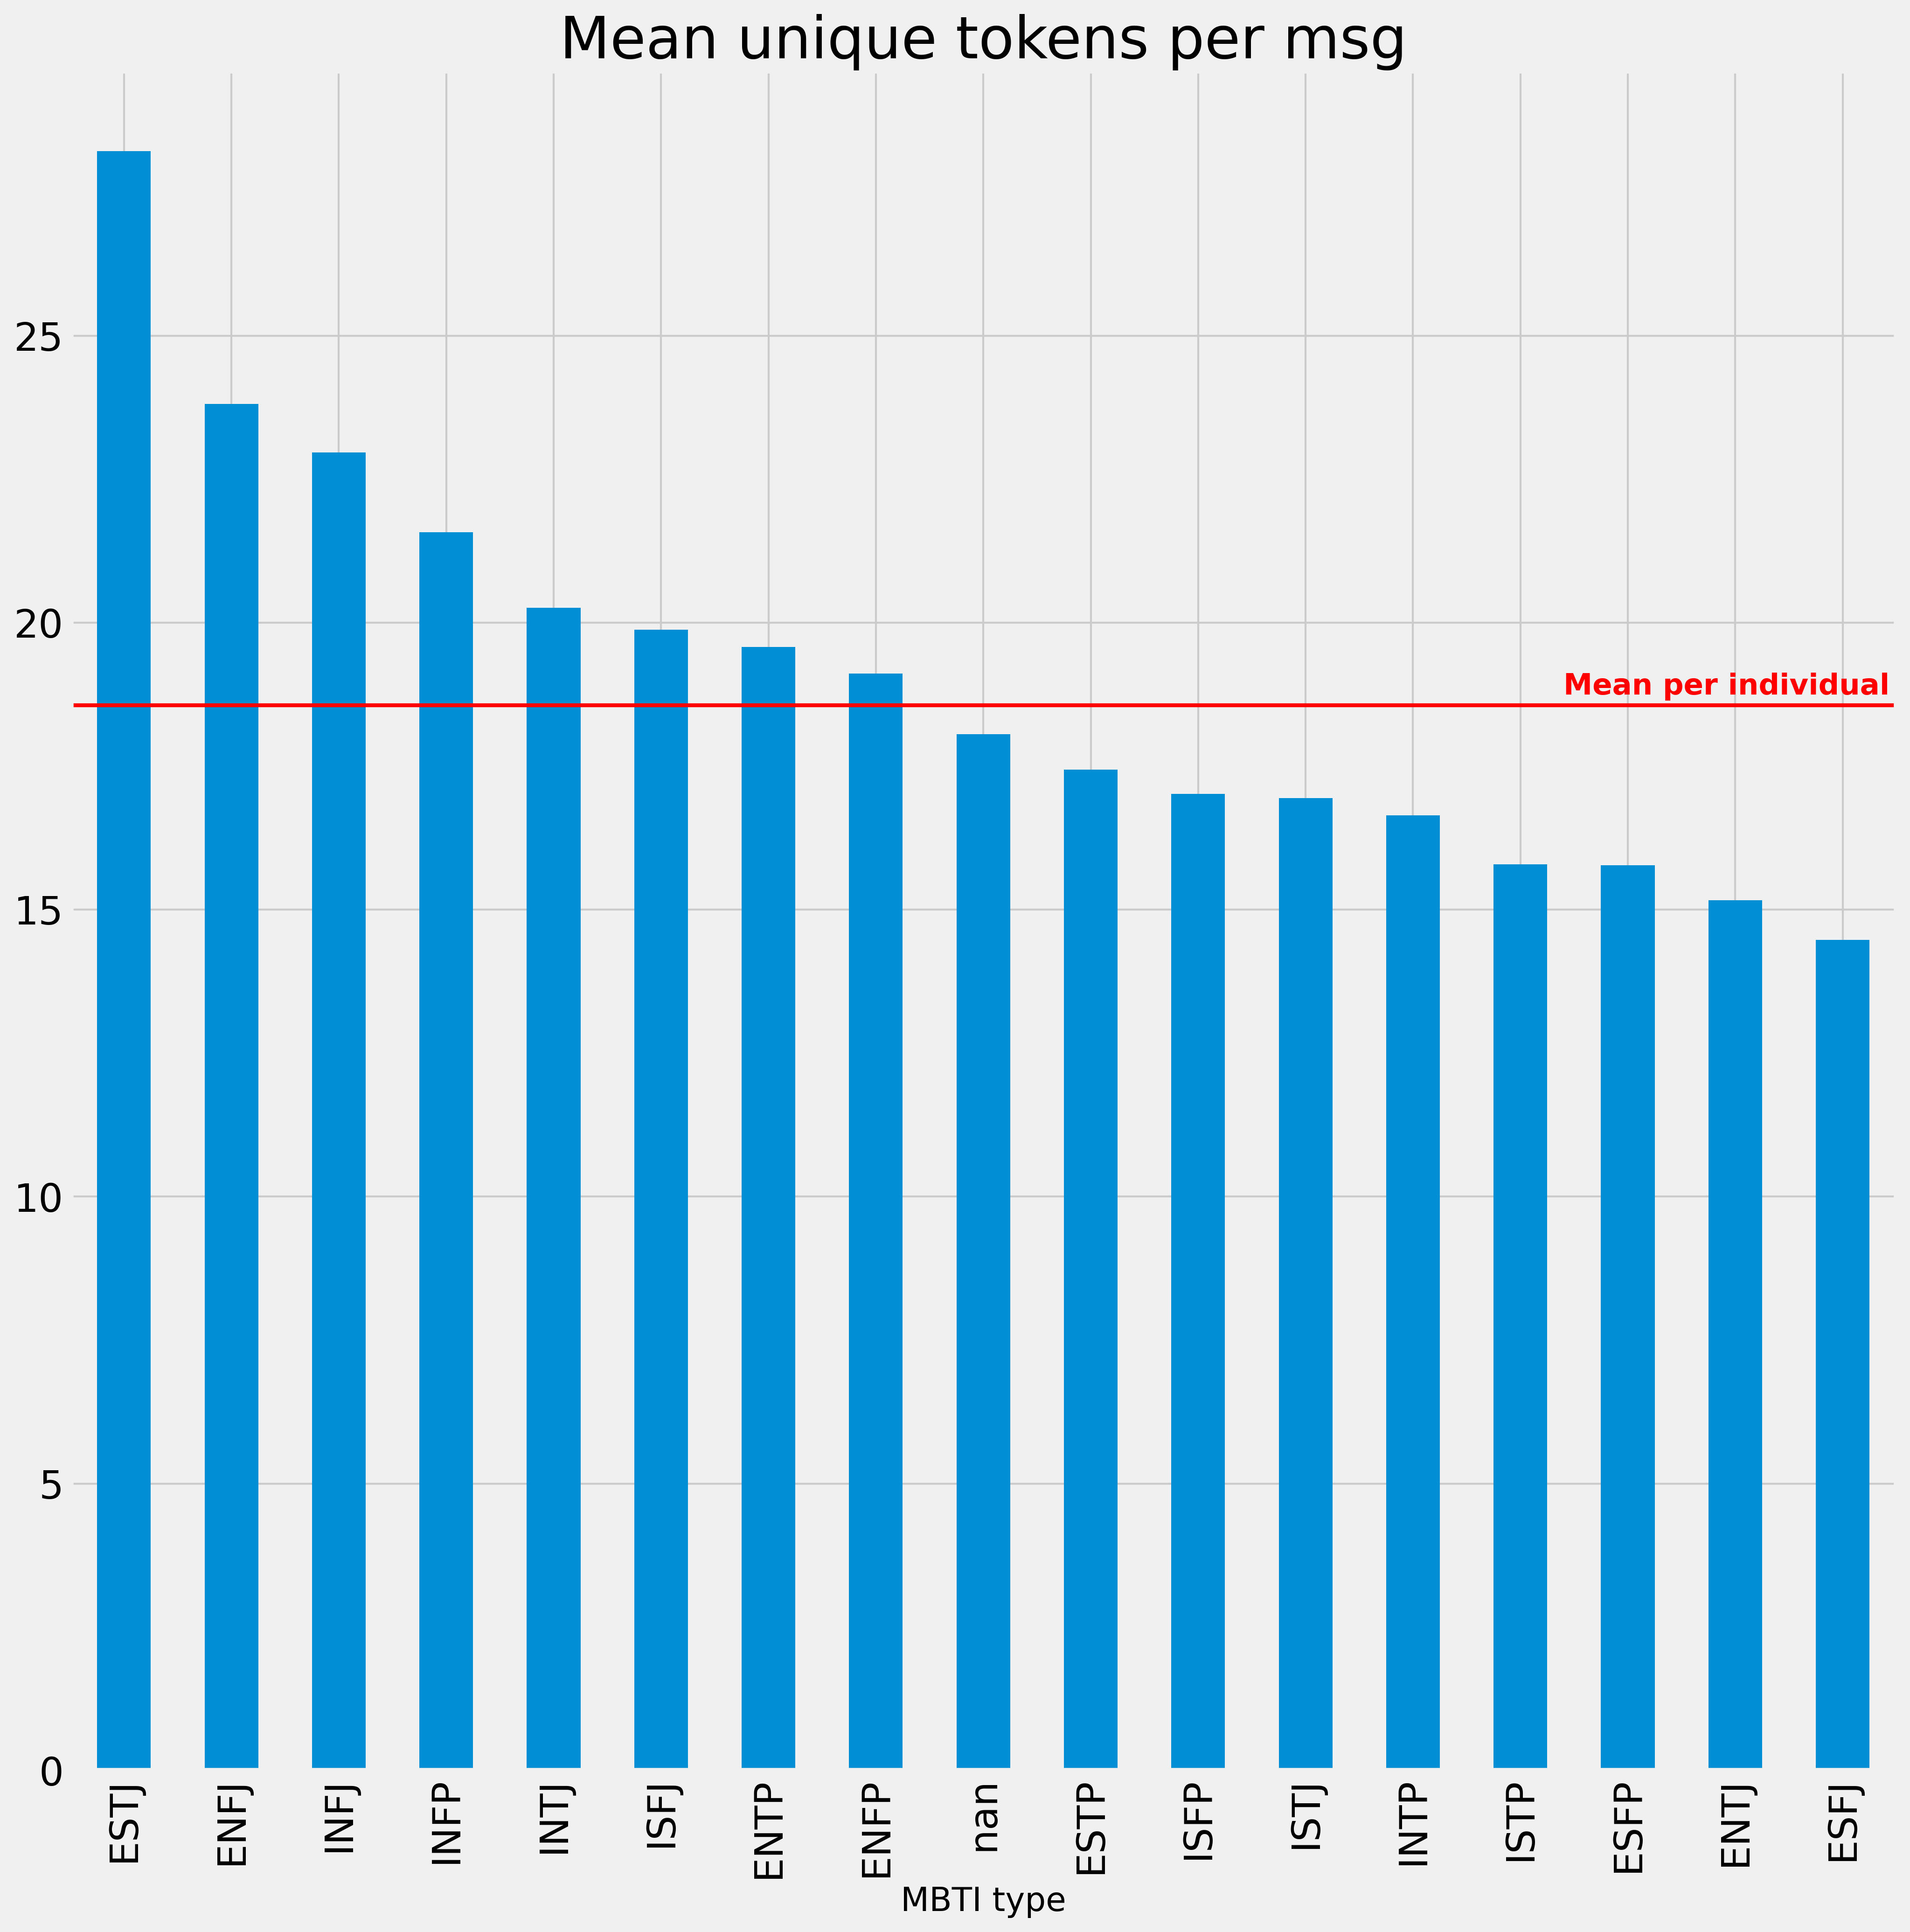 Mean unique tokens per msg
25
20
15
10
5
0
Mean per individual
ESTJ
ENFJ
INFJ
INFP
INTJ
ISFJ
ENTP
ENFP
nan
ESTP
ISFP
ISTJ
INTP
ISTP
ESFP
ENTJ
ESFJ
MBTI type